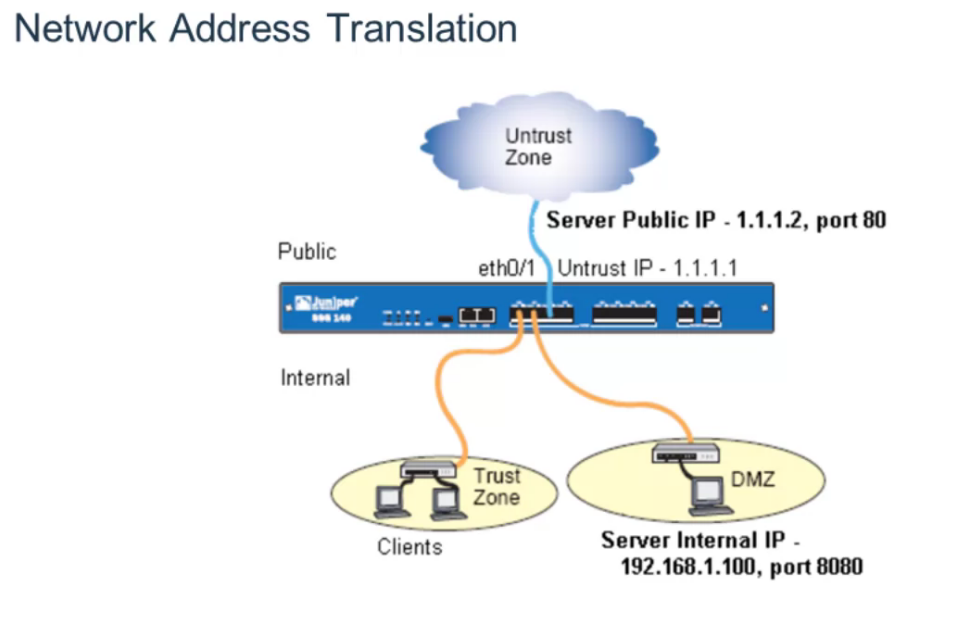 Network Address Translation
Untrust
Zone
Server Public IP - 1.1.1.2, port 80
Public
eth0/1
Untrust IP - 1.1.1.1
Juniper
SSG 140
Internal
Trust
Zone
DMZ
Clients
Server Internal IP -
192.168.1.100, port 8080